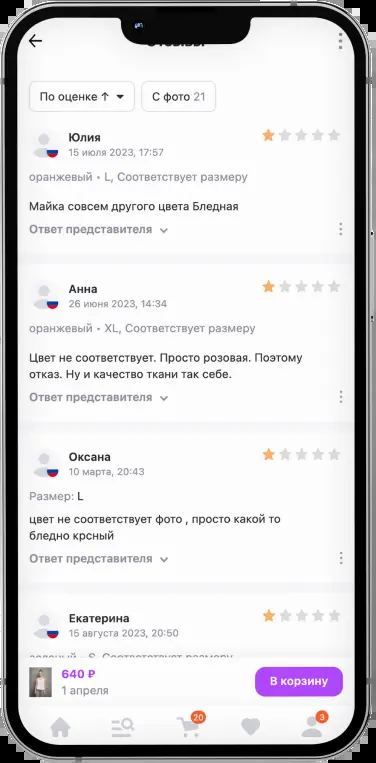 По оценке ↑
С фото 21
Юлия
15 июля 2023, 17:57
оранжевый • L, Соответствует размеру
Майка совсем другого цвета Бледная
Ответ представителя
Анна
26 июня 2023, 14:34
оранжевый • XL, Соответствует размеру
Цвет не соответствует. Просто розовая. Поэтому
отказ. Ну и качество ткани так себе.
Ответ представителя
Оксана
10 марта, 20:43
Размер: L
цвет не соответствует фото , просто какой то
бледно крсный
Ответ представителя
Екатерина
15 августа 2023, 20:50
зеленый • S, Соответствует размеру
640 ₽
1 апреля
В корзину
20
3